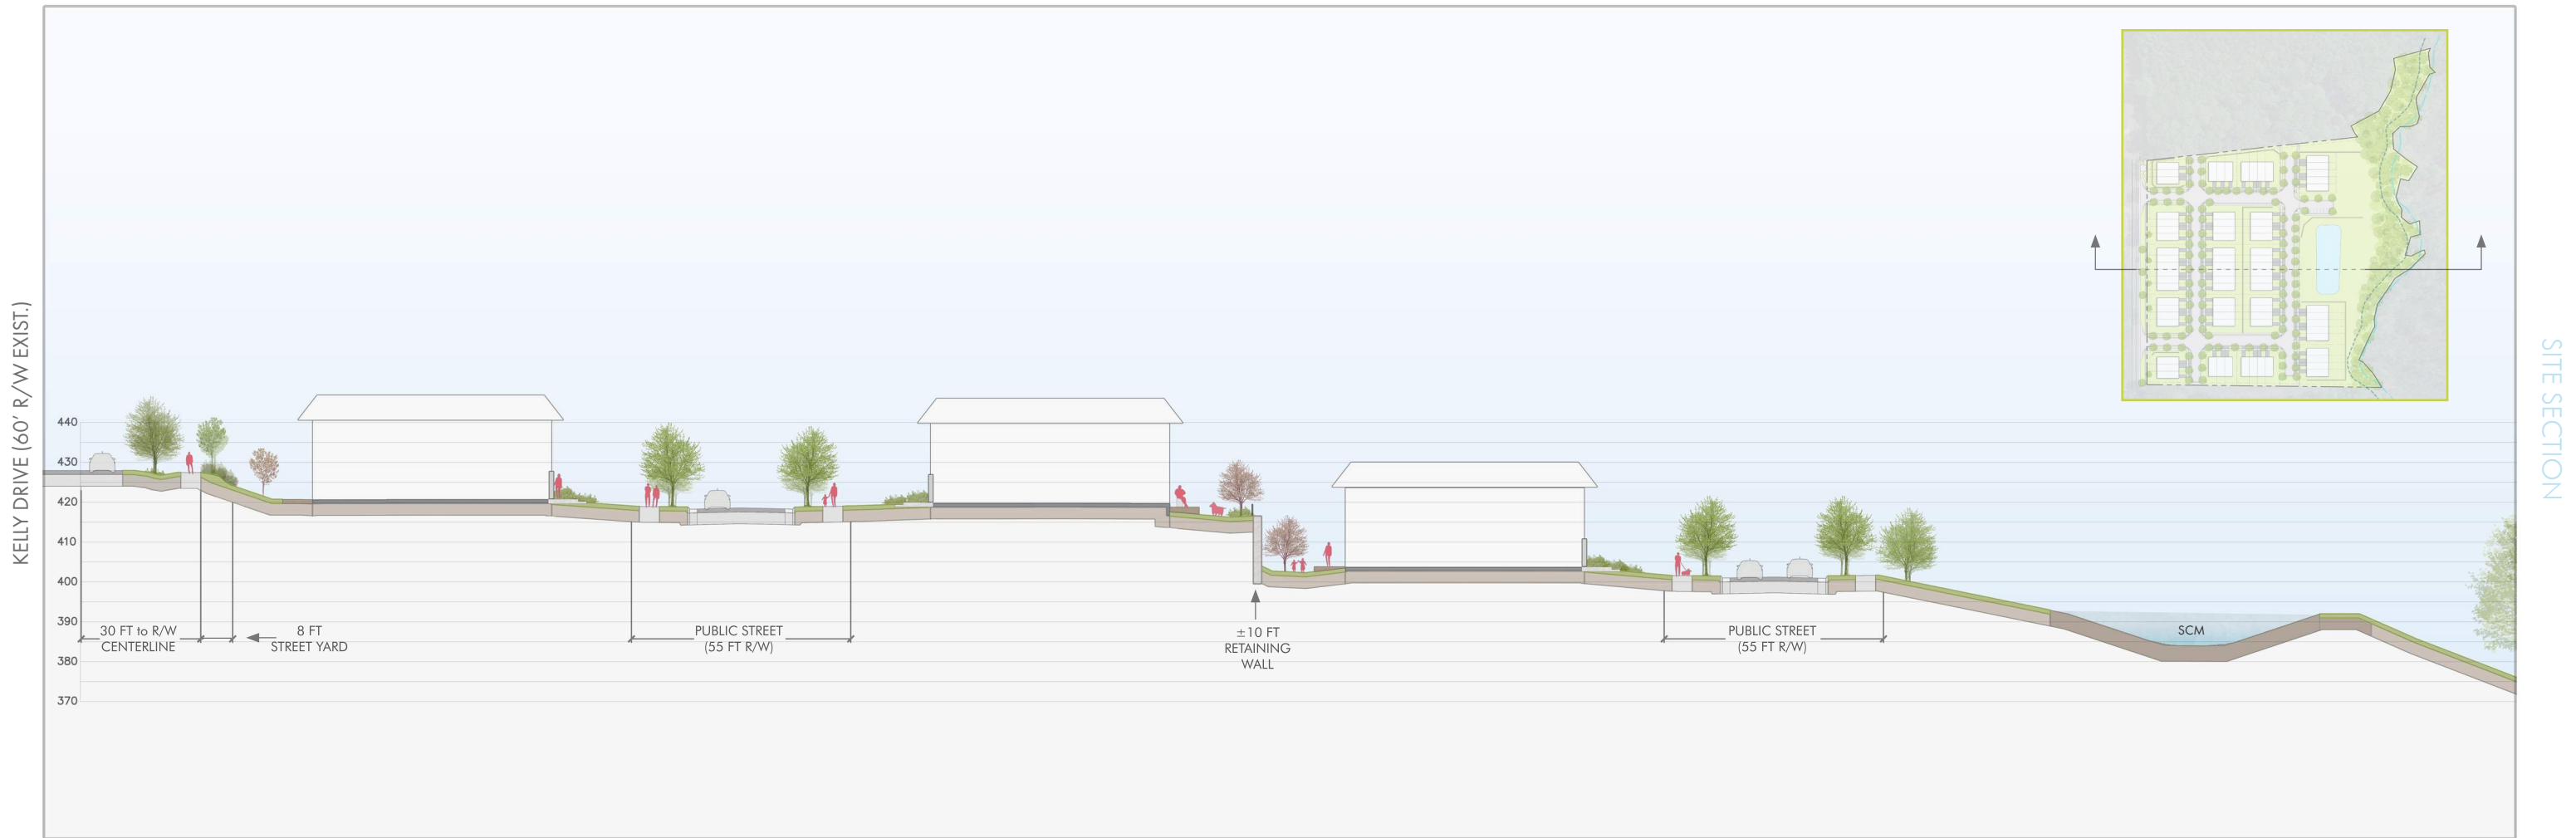 KELLY DRIVE (60' R/W EXIST.)
440
430
420
410
400
390
380
370
30 FT to R/W
CENTERLINE
8 FT
STREET YARD
PUBLIC STREET
(55 FT R/W)
±10 FT
RETAINING
WALL
PUBLIC STREET
(55 FT R/W)
SCM
SITE SECTION